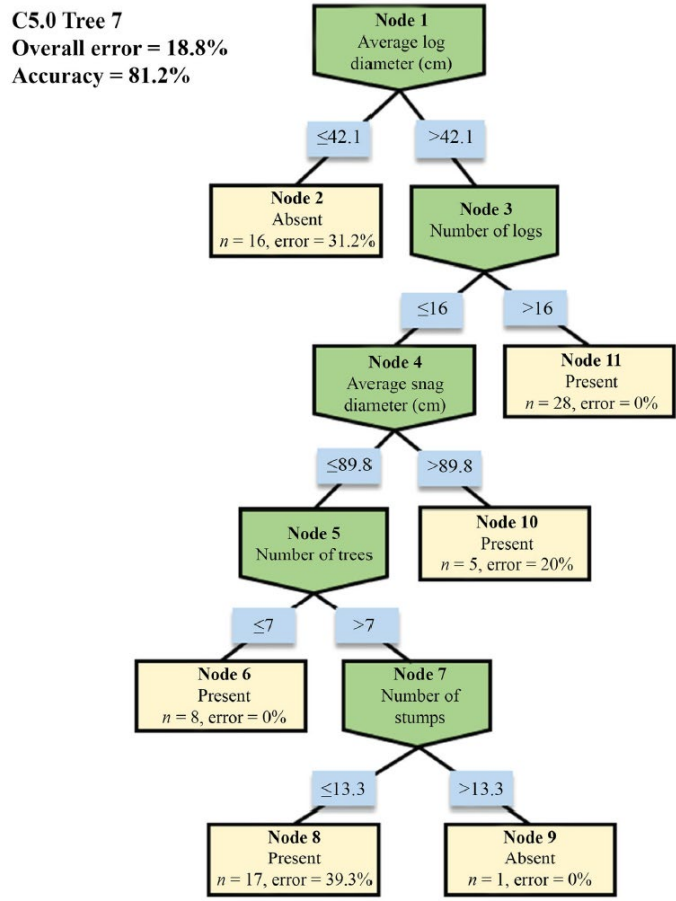 C5.0 Tree 7
Overall error = 18.8%
Accuracy = 81.2%
Node 1
Average log
diameter (cm)
≤42.1
>42.1
Node 2
Absent
n = 16, error = 31.2%
Node 3
Number of logs
≤16
>16
Node 4
Average snag
diameter (cm)
Node 11
Present
n = 28, error = 0%
≤89.8
>89.8
Node 5
Number of trees
Node 10
Present
n = 5, error = 20%
≤7
>7
Node 6
Present
n = 8, error = 0%
Node 7
Number of
stumps
≤13.3
>13.3
Node 8
Present
n = 17, error = 39.3%
Node 9
Absent
n = 1, error = 0%